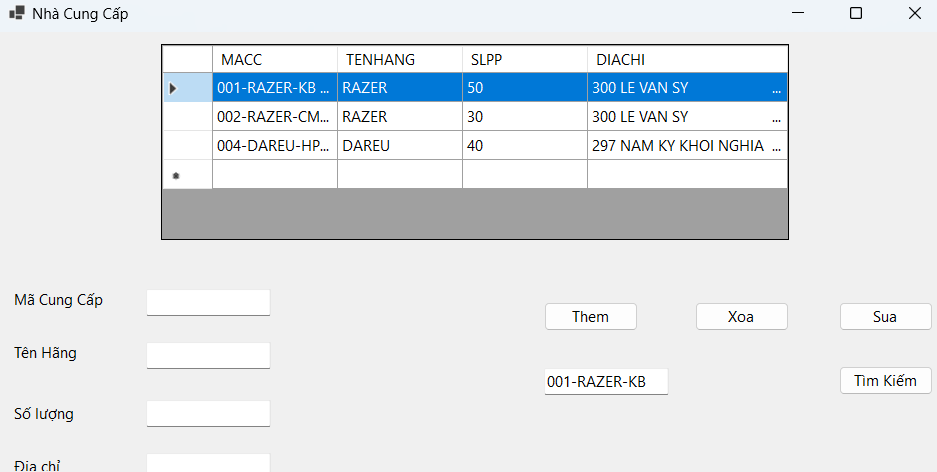 Nhà Cung Cấp
MACC TENHANG SLPP DIACHI
001-RAZER-KB ... RAZER 50 300 LE VAN SY ...
002-RAZER-CM... RAZER 30 300 LE VAN SY ...
004-DAREU-HP... DAREU 40 297 NAM KY KHOI NGHIA ...
Mã Cung Cấp
Them Xoa Sua
Tên Hãng
001-RAZER-KB Tìm Kiếm
Số lượng
Địa chỉ